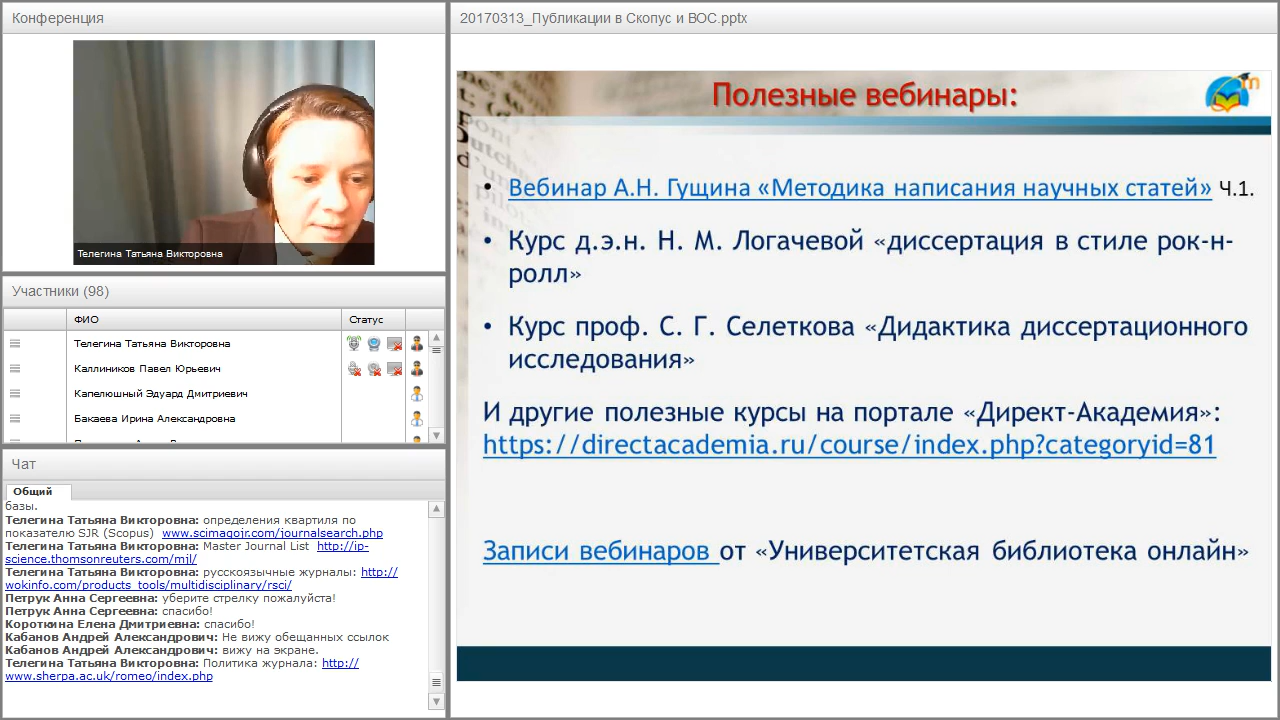 Конференция
Телегина Татьяна Викторовна
Участники (98)
ФИО
Статус
Телегина Татьяна Викторовна
Каллиников Павел Юрьевич
Капелюшный Эдуард Дмитриевич
Бакаева Ирина Александровна
Чат
Общий
базы.
Телегина Татьяна Викторовна: определения квартиля по
показателю SJR (Scopus) www.scimagojr.com/journalsearch.php
Телегина Татьяна Викторовна: Master Journal List http://ip-
science.thomsonreuters.com/mjl/
Телегина Татьяна Викторовна: русскоязычные журналы: http://
wokinfo.com/products_tools/multidisciplinary/rsci/
Петрук Анна Сергеевна: уберите стрелку пожалуйста!
Петрук Анна Сергеевна: спасибо!
Короткина Елена Дмитриевна: спасибо!
Кабанов Андрей Александрович: Не вижу обещанных ссылок
Кабанов Андрей Александрович: вижу на экране.
Телегина Татьяна Викторовна: Политика журнала: http://
www.sherpa.ac.uk/romeo/index.php
20170313_Публикации в Скопус и ВОС.pptx
Полезные вебинары:
• Вебинар А.Н. Гущина «Методика написания научных статей» Ч.1.
• Курс д.э.н. Н. М. Логачевой «диссертация в стиле рок-н-
ролл»
• Курс проф. С. Г. Селеткова «Дидактика диссертационного
исследования»
И другие полезные курсы на портале «Директ-Академия»:
https://directacademia.ru/course/index.php?categoryid=81
Записи вебинаров от «Университетская библиотека онлайн»